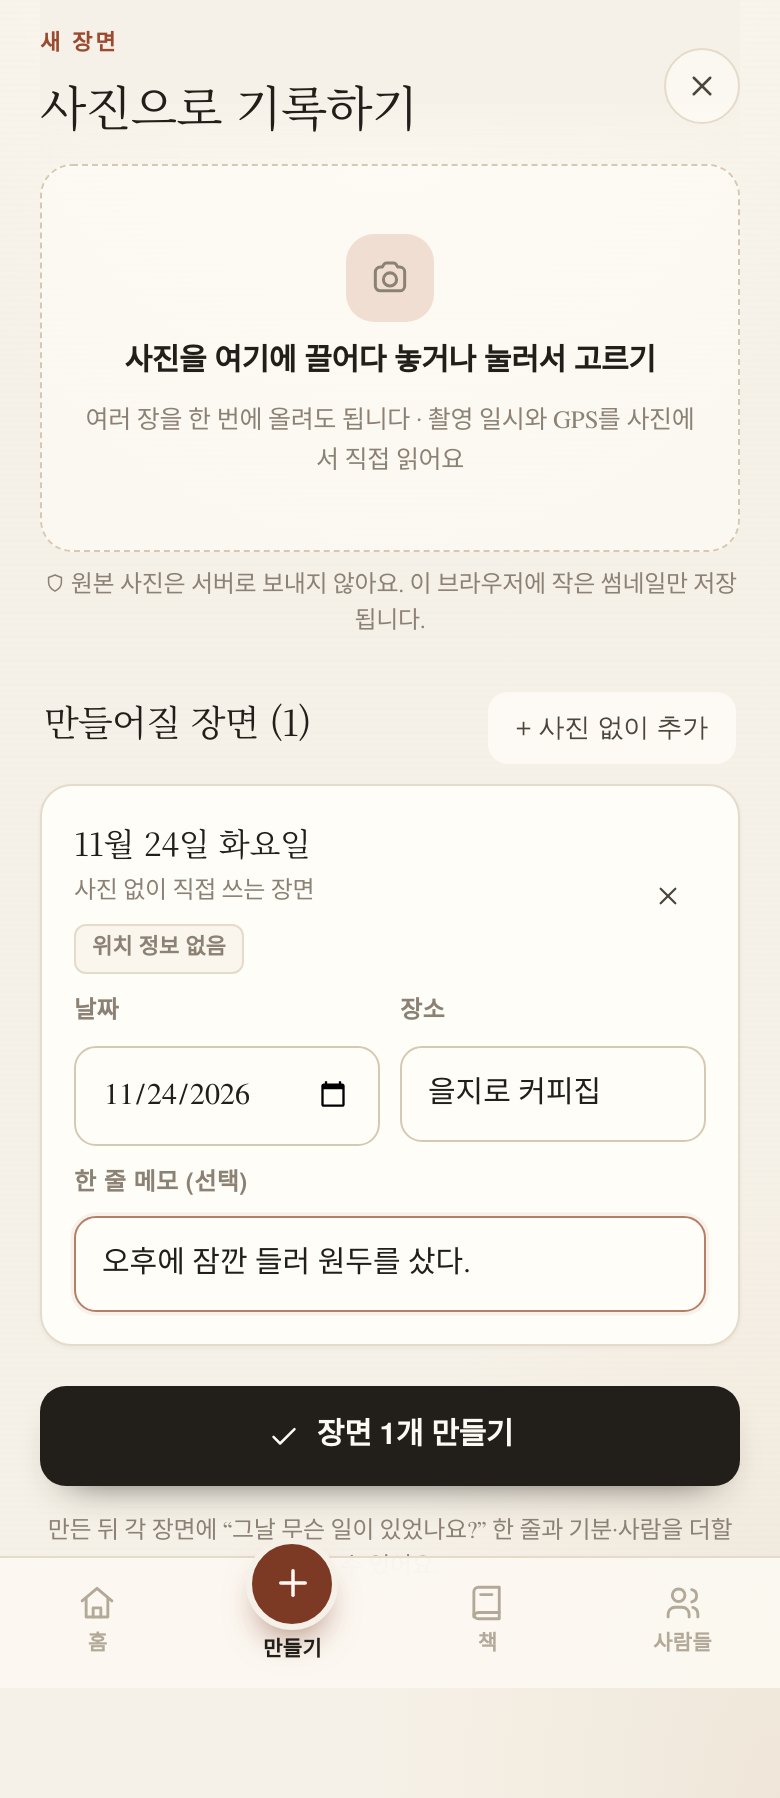 새 장면
사진으로 기록하기
사진을 여기에 끌어다 놓거나 눌러서 고르기
여러 장을 한 번에 올려도 됩니다 · 촬영 일시와 GPS를 사진에
서 직접 읽어요
원본 사진은 서버로 보내지 않아요. 이 브라우저에 작은 썸네일만 저장
됩니다.
만들어질 장면 (1)
+ 사진 없이 추가
11월 24일 화요일
사진 없이 직접 쓰는 장면
위치 정보 없음
날짜
장소
11/24/2026
을지로 커피집
한 줄 메모 (선택)
오후에 잠깐 들러 원두를 샀다.
장면 1개 만들기
만든 뒤 각 장면에 “그날 무슨 일이 있었나요?” 한 줄과 기분·사람을 더할
수 있어요.
홈
만들기
책
사람들